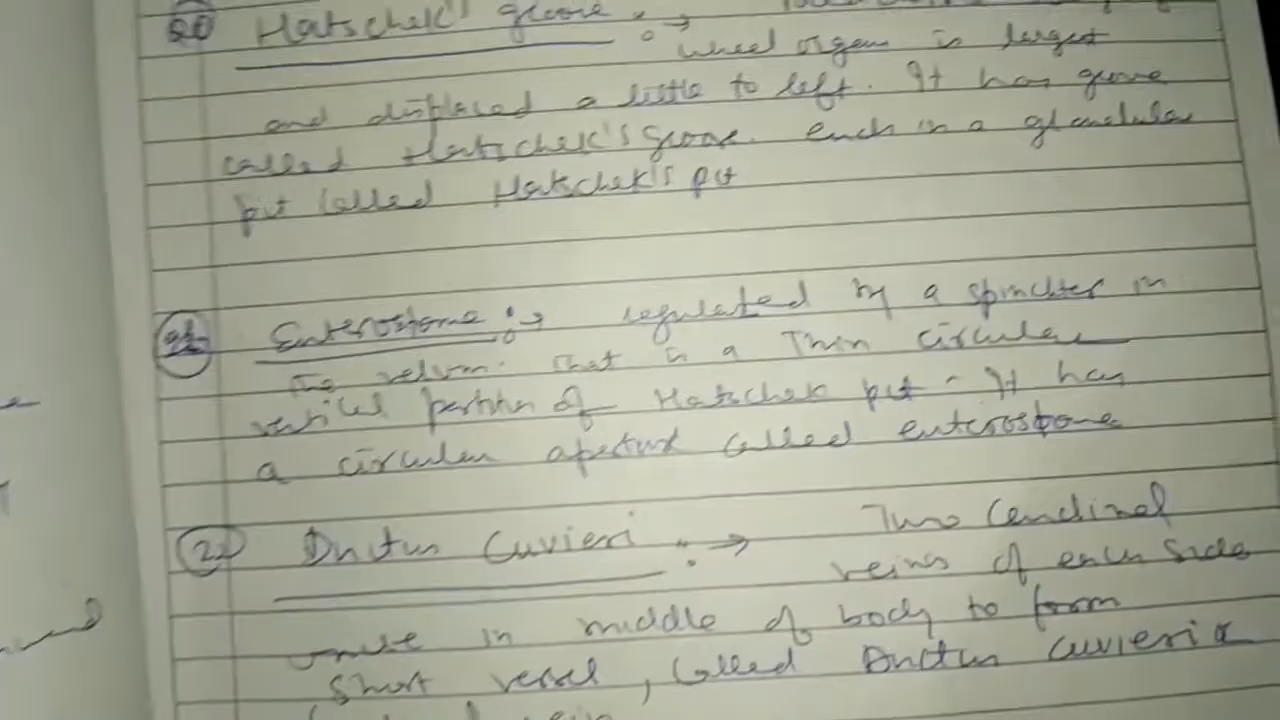 20 Hatschek's groove :→
wheel organ is largest
and displaced a little to left. It has groove
called Hatschek's groove. each in a glandular
pit called Hatschek's pit
21 Enterostome :→ regulated by a sphincter in
the velum. that is a Thin circular
vertical partition of Hatschek pit - It has
a circular aperture called enterostome
22 Ductus Cuvieri :→ Two Cardinal
veins of each side
unite in middle of body to form
short vessel, called Ductus cuvieri